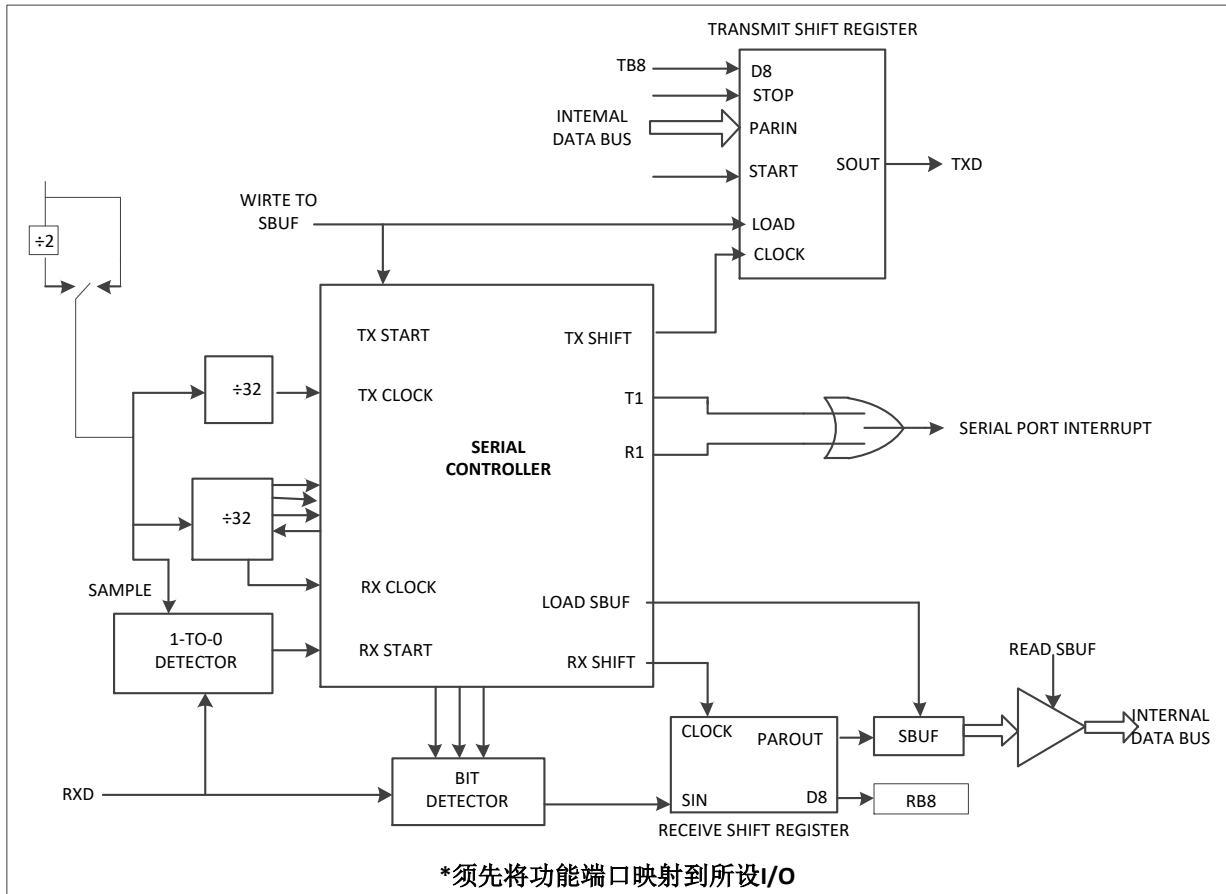 TRANSMIT SHIFT REGISTER
TB8
D8
STOP
INTEMAL
DATA BUS
PARIN
START
SOUT
TXD
WIRTE TO
SBUF
LOAD
CLOCK
÷2
TX START
TX SHIFT
÷32
TX CLOCK
T1
SERIAL PORT INTERRUPT
R1
SERIAL
CONTROLLER
÷32
SAMPLE
RX CLOCK
LOAD SBUF
1-TO-0
DETECTOR
RX START
RX SHIFT
READ SBUF
CLOCK
PAROUT
SBUF
INTERNAL
DATA BUS
RXD
BIT
DETECTOR
SIN
D8
RB8
RECEIVE SHIFT REGISTER
*须先将功能端口映射到所设I/O